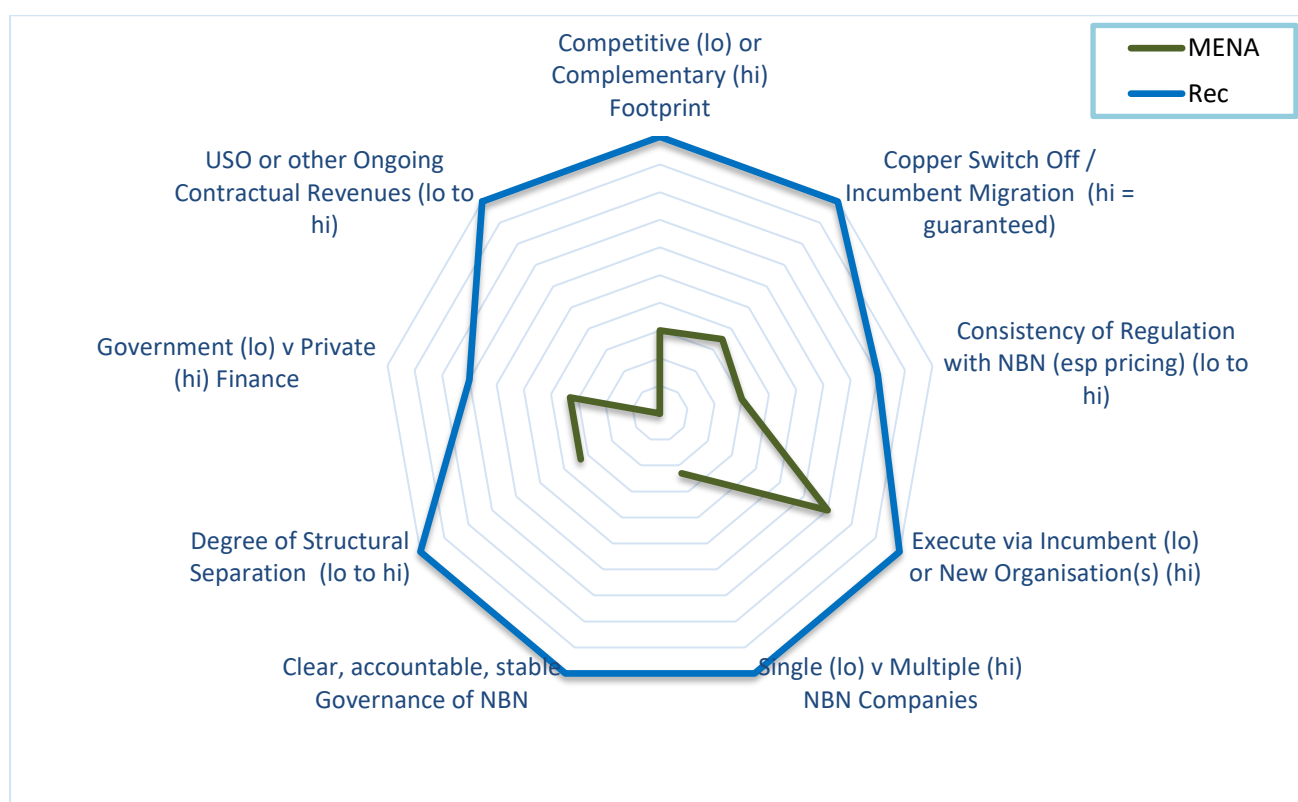 Competitive (lo) or
Complementary (hi)
Footprint
MENA
Rec
USO or other Ongoing
Contractual Revenues (lo to
hi)
Copper Switch Off /
Incumbent Migration (hi =
guaranteed)
Government (lo) v Private
(hi) Finance
Consistency of Regulation
with NBN (esp pricing) (lo to
hi)
Degree of Structural
Separation (lo to hi)
Execute via Incumbent (lo)
or New Organisation(s) (hi)
Clear, accountable, stable
Governance of NBN
Single (lo) v Multiple (hi)
NBN Companies